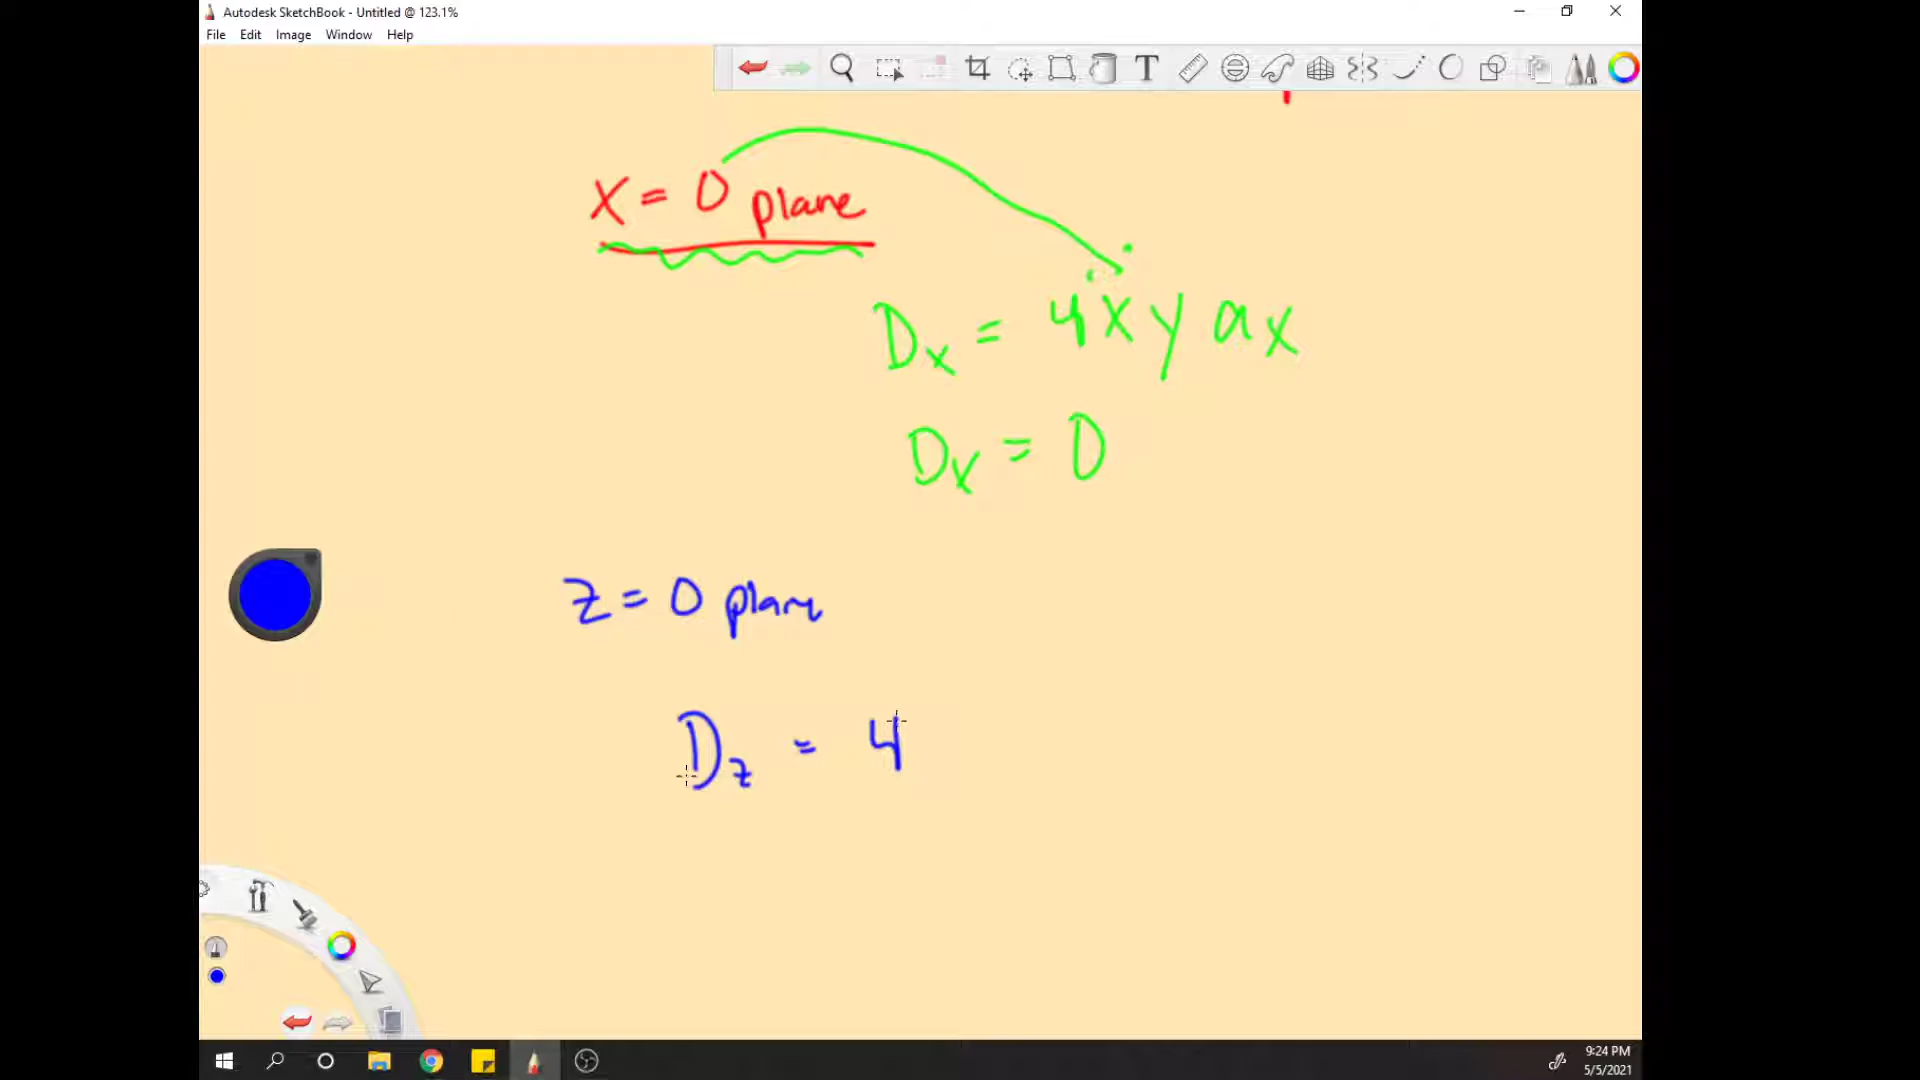 Autodesk SketchBook - Untitled @ 123.1%
File Edit Image Window Help
T
x = 0 plane
Dx = 4xy ax
Dx = 0
z = 0 plane
Dz = 4
9:24 PM
5/5/2021